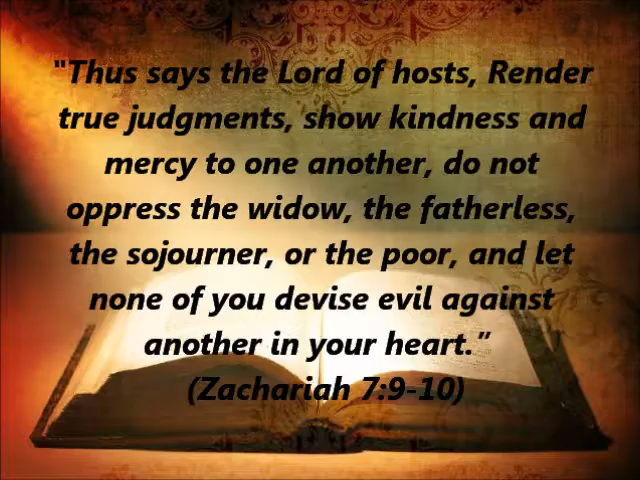 "Thus says the Lord of hosts, Render
true judgments, show kindness and
mercy to one another, do not
oppress the widow, the fatherless,
the sojourner, or the poor, and let
none of you devise evil against
another in your heart.”
(Zachariah 7:9-10)